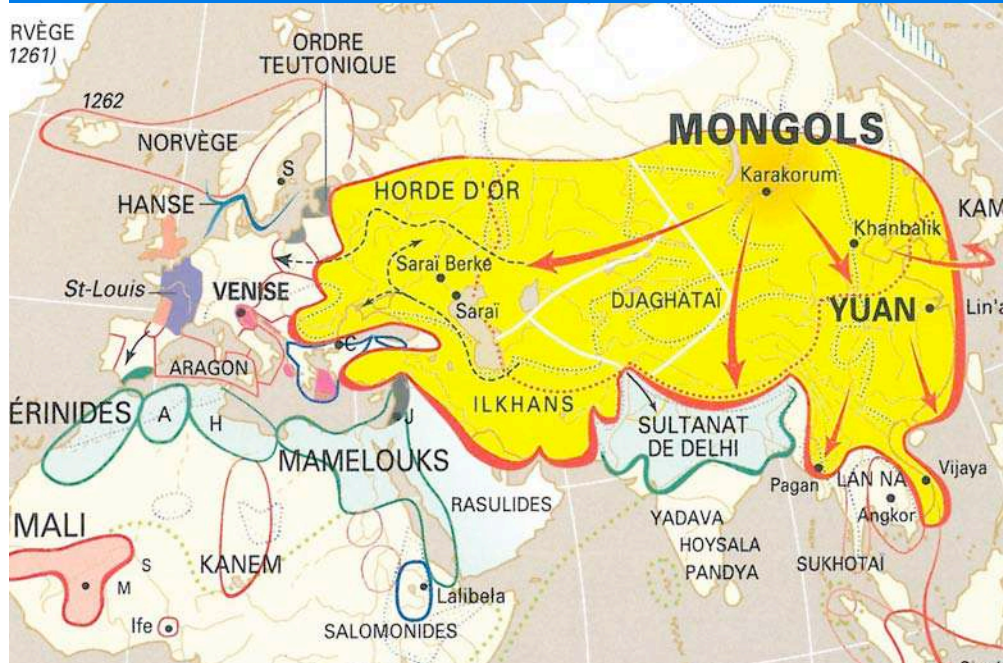 RVÈGE
1261)
ORDRE
TEUTONIQUE
1262
NORVÈGE
MONGOLS
S
HORDE D'OR
Karakorum
HANSE
KAM
Khanbalik
St-Louis
VENISE
Saraï Berké
Saraï
DJAGHATAÏ
YUAN
Lin'a
C
ARAGON
ILKHANS
ÉRINIDES
A
H
J
SULTANAT
DE DELHI
MAMELOUKS
Pagan
LAN NA
Vijaya
RASULIDES
Angkor
MALI
YADAVA
HOYSALA
PANDYA
SUKHOTAÏ
KANEM
S
M
Lalibela
Ife
SALOMONIDES